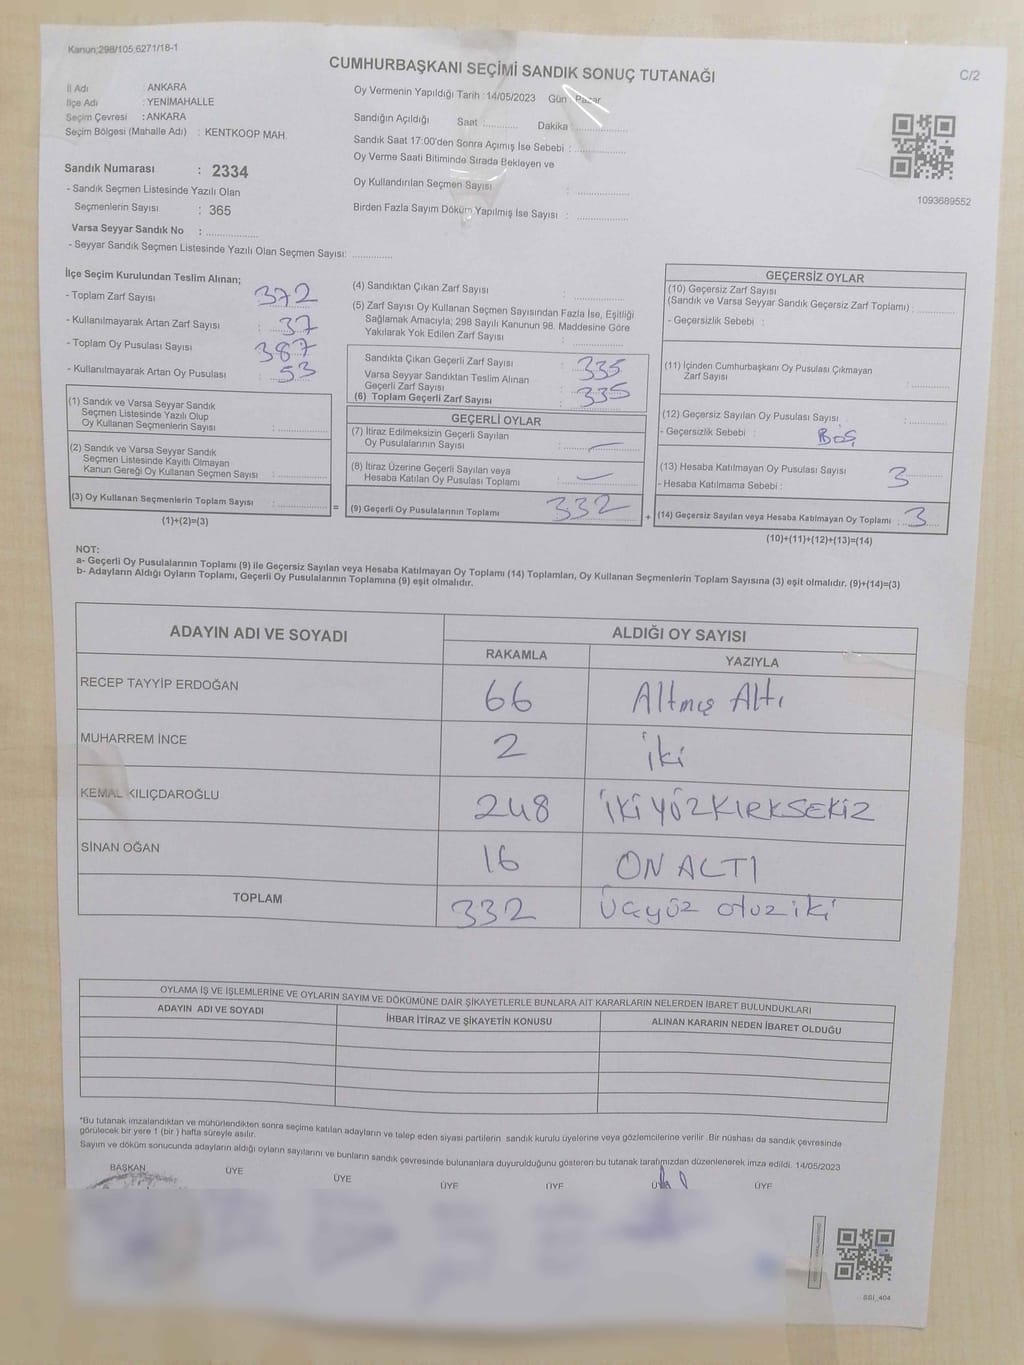 Kanun;298/105,6271/18-1
CUMHURBAŞKANI SEÇİMİ SANDIK SONUÇ TUTANAĞI
C/2
İl Adı : ANKARA
İlçe Adı : YENİMAHALLE
Seçim Çevresi : ANKARA
Seçim Bölgesi (Mahalle Adı) : KENTKOOP MAH.
Sandık Numarası : 2334
- Sandık Seçmen Listesinde Yazılı Olan
Seçmenlerin Sayısı : 365
Varsa Seyyar Sandık No : ..............
- Seyyar Sandık Seçmen Listesinde Yazılı Olan Seçmen Sayısı: ............
Oy Vermenin Yapıldığı Tarih :14/05/2023 Gün : Pazar
Sandığın Açıldığı Saat ............ Dakika ..............
Sandık Saat 17:00'den Sonra Açımış İse Sebebi : ..............
Oy Verme Saati Bitiminde Sırada Bekleyen ve
Oy Kullandırılan Seçmen Sayısı : ..............
Birden Fazla Sayım Döküm Yapılmış İse Sayısı : ..............
1093689552
İlçe Seçim Kurulundan Teslim Alınan;
- Toplam Zarf Sayısı 372
- Kullanılmayarak Artan Zarf Sayısı : 37
- Toplam Oy Pusulası Sayısı 387
- Kullanılmayarak Artan Oy Pusulası : 53
(1) Sandık ve Varsa Seyyar Sandık
Seçmen Listesinde Yazılı Olup
Oy Kullanan Seçmenlerin Sayısı : ..............
(2) Sandık ve Varsa Seyyar Sandık
Seçmen Listesinde Kayıtlı Olmayan
Kanun Gereği Oy Kullanan Seçmen Sayısı : ..............
(3) Oy Kullanan Seçmenlerin Toplam Sayısı : ..............
(1)+(2)=(3)
(4) Sandıktan Çıkan Zarf Sayısı : ..............
(5) Zarf Sayısı Oy Kullanan Seçmen Sayısından Fazla İse, Eşitliği
Sağlamak Amacıyla; 298 Sayılı Kanunun 98. Maddesine Göre
Yakılarak Yok Edilen Zarf Sayısı : ..............
Sandıkta Çıkan Geçerli Zarf Sayısı : 335
Varsa Seyyar Sandıktan Teslim Alınan
Geçerli Zarf Sayısı
(6) Toplam Geçerli Zarf Sayısı : 335
GEÇERLİ OYLAR
(7) İtiraz Edilmeksizin Geçerli Sayılan
Oy Pusulalarının Sayısı : —
(8) İtiraz Üzerine Geçerli Sayılan veya
Hesaba Katılan Oy Pusulası Toplamı : —
= (9) Geçerli Oy Pusulalarının Toplamı 332
GEÇERSİZ OYLAR
(10) Geçersiz Zarf Sayısı
(Sandık ve Varsa Seyyar Sandık Geçersiz Zarf Toplamı) : ............
- Geçersizlik Sebebi :
(11) İçinden Cumhurbaşkanı Oy Pusulası Çıkmayan
Zarf Sayısı : ............
(12) Geçersiz Sayılan Oy Pusulası Sayısı : ............
- Geçersizlik Sebebi : Boş
(13) Hesaba Katılmayan Oy Pusulası Sayısı 3
- Hesaba Katılmama Sebebi :
+ (14) Geçersiz Sayılan veya Hesaba Katılmayan Oy Toplamı : 3
(10)+(11)+(12)+(13)=(14)
NOT:
a- Geçerli Oy Pusulalarının Toplamı (9) ile Geçersiz Sayılan veya Hesaba Katılmayan Oy Toplamı (14) Toplamları, Oy Kullanan Seçmenlerin Toplam Sayısına (3) eşit olmalıdır. (9)+(14)=(3)
b- Adayların Aldığı Oyların Toplamı, Geçerli Oy Pusulalarının Toplamına (9) eşit olmalıdır.
ADAYIN ADI VE SOYADI
ALDIĞI OY SAYISI
RAKAMLA YAZIYLA
RECEP TAYYİP ERDOĞAN 66 Altmış Altı
MUHARREM İNCE 2 iki
KEMAL KILIÇDAROĞLU 248 İKİYÖZKIRKSEKİZ
SİNAN OĞAN 16 ON ALTI
TOPLAM 332 Üçyüz otuz iki
OYLAMA İŞ VE İŞLEMLERİNE VE OYLARIN SAYIM VE DÖKÜMÜNE DAİR ŞİKAYETLERLE BUNLARA AİT KARARLARIN NELERDEN İBARET BULUNDUKLARI
ADAYIN ADI VE SOYADI İHBAR İTİRAZ VE ŞİKAYETİN KONUSU ALINAN KARARIN NEDEN İBARET OLDUĞU
*Bu tutanak imzalandıktan ve mühürlendikten sonra seçime katılan adayların ve talep eden siyasi partilerin sandık kurulu üyelerine veya gözlemcilerine verilir .Bir nüshası da sandık çevresinde
görülecek bir yere 1 (bir ) hafta süreyle asılır.
Sayım ve döküm sonucunda adayların aldığı oyların sayılarını ve bunların sandık çevresinde bulunanlara duyurulduğunu gösteren bu tutanak tarafımızdan düzenlenerek imza edildi. 14/05/2023
BAŞKAN ÜYE ÜYE ÜYE ÜYE ÜYE ÜYE
SSİ_404